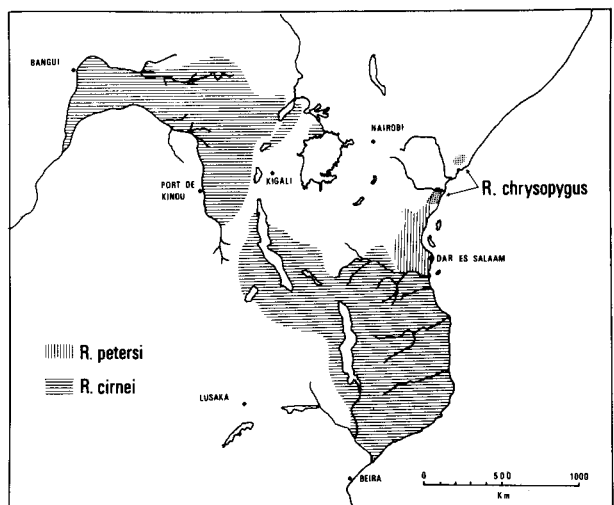 BANGUI
NAIROBI
KIGALI
PORT DE
KINDU
R. chrysopygus
DAR ES SALAAM
R. petersi
R. cirnei
LUSAKA
BEIRA
0 500 1000
Km